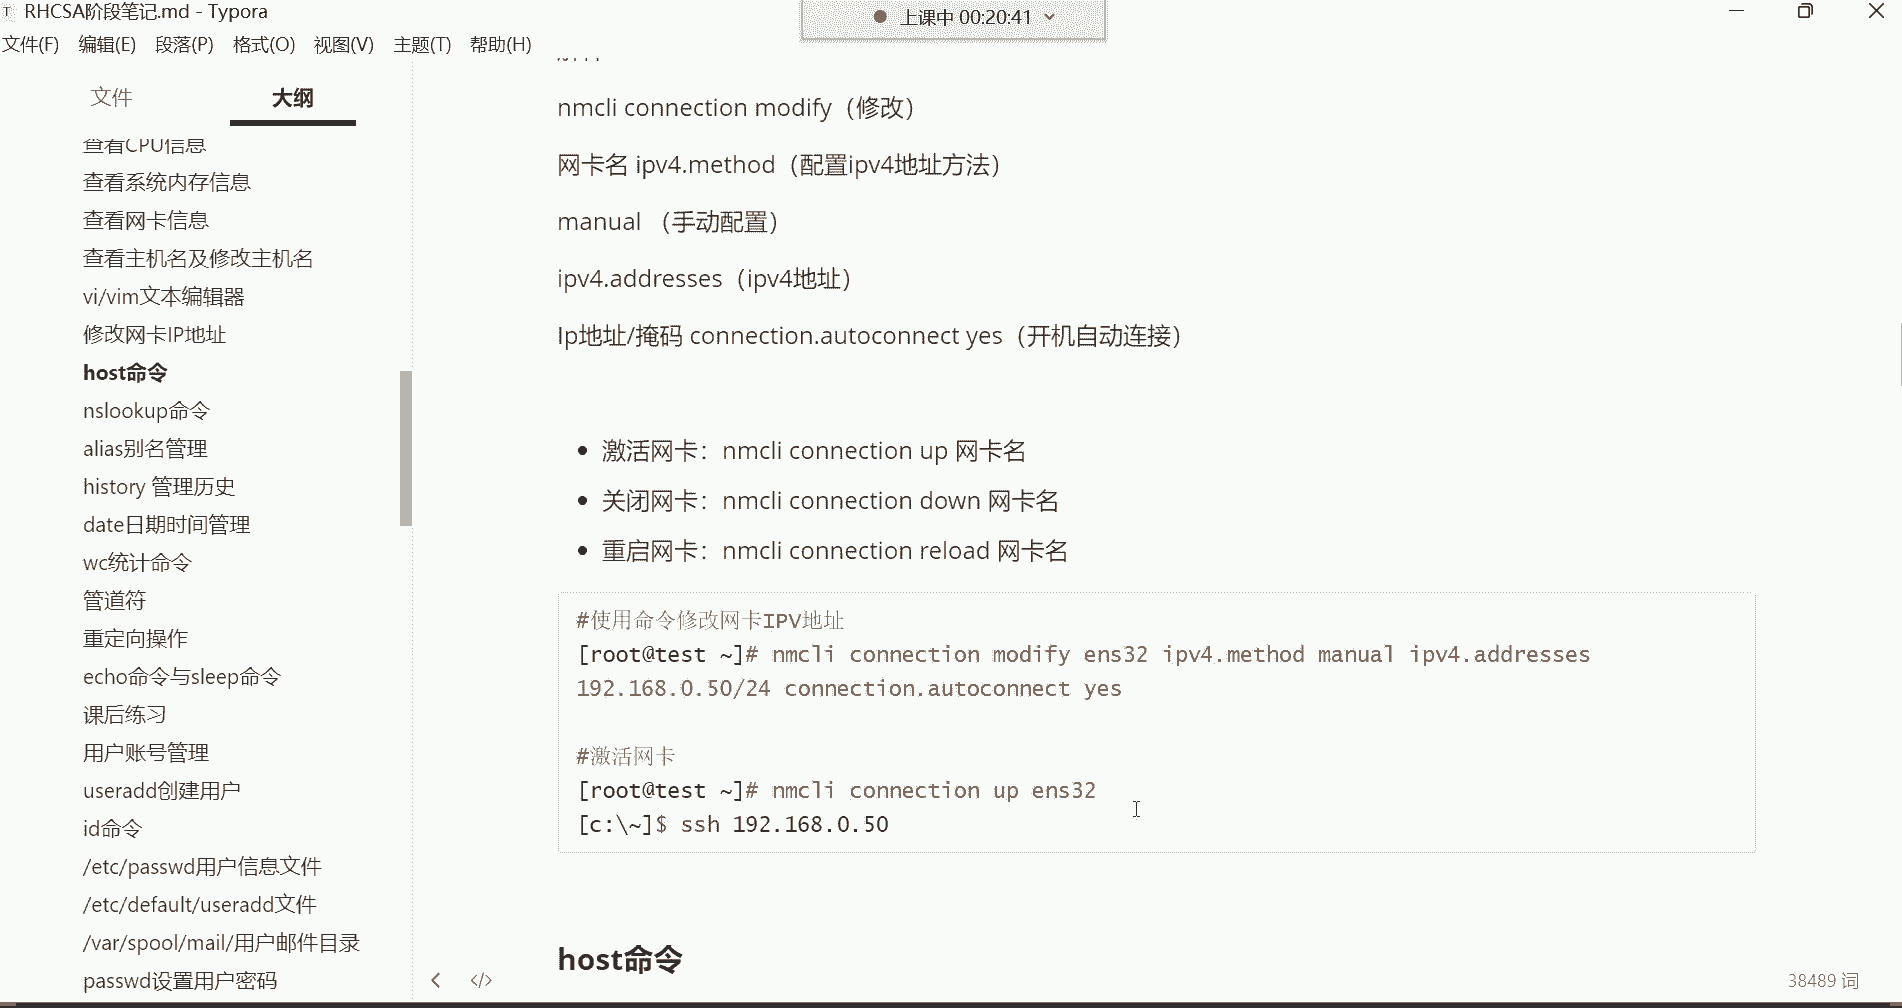 RHCSA阶段笔记.md - Typora
上课中 00:20:41
文件(F) 编辑(E) 段落(P) 格式(O) 视图(V) 主题(T) 帮助(H)
文件 大纲
查看CPU信息
查看系统内存信息
查看网卡信息
查看主机名及修改主机名
vi/vim文本编辑器
修改网卡IP地址
host命令
nslookup命令
alias别名管理
history 管理历史
date日期时间管理
wc统计命令
管道符
重定向操作
echo命令与sleep命令
课后练习
用户账号管理
useradd创建用户
id命令
/etc/passwd用户信息文件
/etc/default/useradd文件
/var/spool/mail/用户邮件目录
passwd设置用户密码
nmcli connection modify（修改）
网卡名 ipv4.method（配置ipv4地址方法）
manual （手动配置）
ipv4.addresses（ipv4地址）
Ip地址/掩码 connection.autoconnect yes（开机自动连接）
激活网卡：nmcli connection up 网卡名
关闭网卡：nmcli connection down 网卡名
重启网卡：nmcli connection reload 网卡名
#使用命令修改网卡IPV地址
[root@test ~]# nmcli connection modify ens32 ipv4.method manual ipv4.addresses
192.168.0.50/24 connection.autoconnect yes
#激活网卡
[root@test ~]# nmcli connection up ens32
[c:\~]$ ssh 192.168.0.50
host命令
38489 词